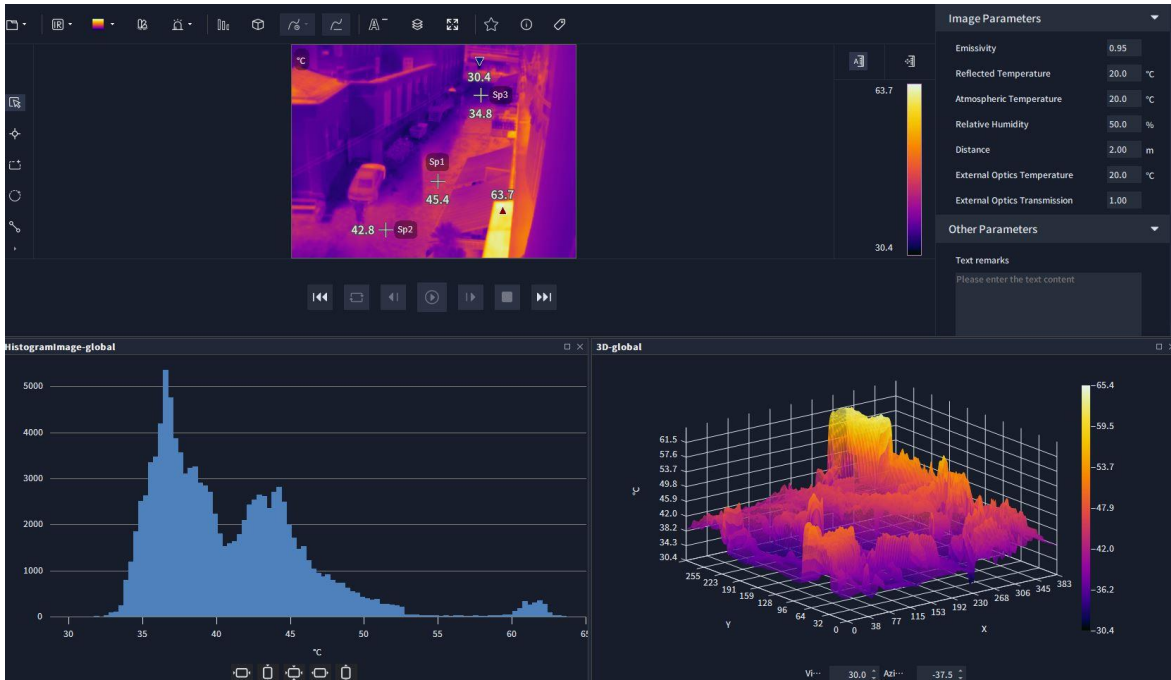 IR
A
Image Parameters
Emissivity 0.95
Reflected Temperature 20.0 °C
Atmospheric Temperature 20.0 °C
Relative Humidity 50.0 %
Distance 2.00 m
External Optics Temperature 20.0 °C
External Optics Transmission 1.00
Other Parameters
Text remarks
Please enter the text content
°C
30.4
Sp3
34.8
Sp1
45.4
63.7
42.8 Sp2
A
63.7
30.4
HistogramImage-global
5000
4000
3000
2000
1000
0
30 35 40 45 50 55 60 65
°C
3D-global
61.5
57.6
53.7
49.8
45.9
42.0
38.2
34.3
30.4
°C
255 223 191 159 128 96 64 32 0
Y
0 38 77 115 153 192 230 268 306 345 383
X
65.4
59.5
53.7
47.9
42.0
36.2
30.4
Vi··· 30.0 Azi··· -37.5